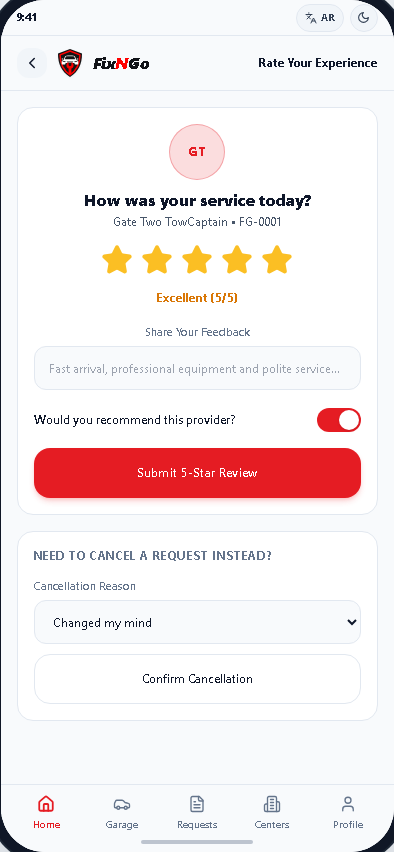 9:41
AR
FixNGo
Rate Your Experience
GT
How was your service today?
Gate Two TowCaptain • FG-0001
Excellent (5/5)
Share Your Feedback
Fast arrival, professional equipment and polite service...
Would you recommend this provider?
Submit 5-Star Review
NEED TO CANCEL A REQUEST INSTEAD?
Cancellation Reason
Changed my mind
Confirm Cancellation
Home
Garage
Requests
Centers
Profile